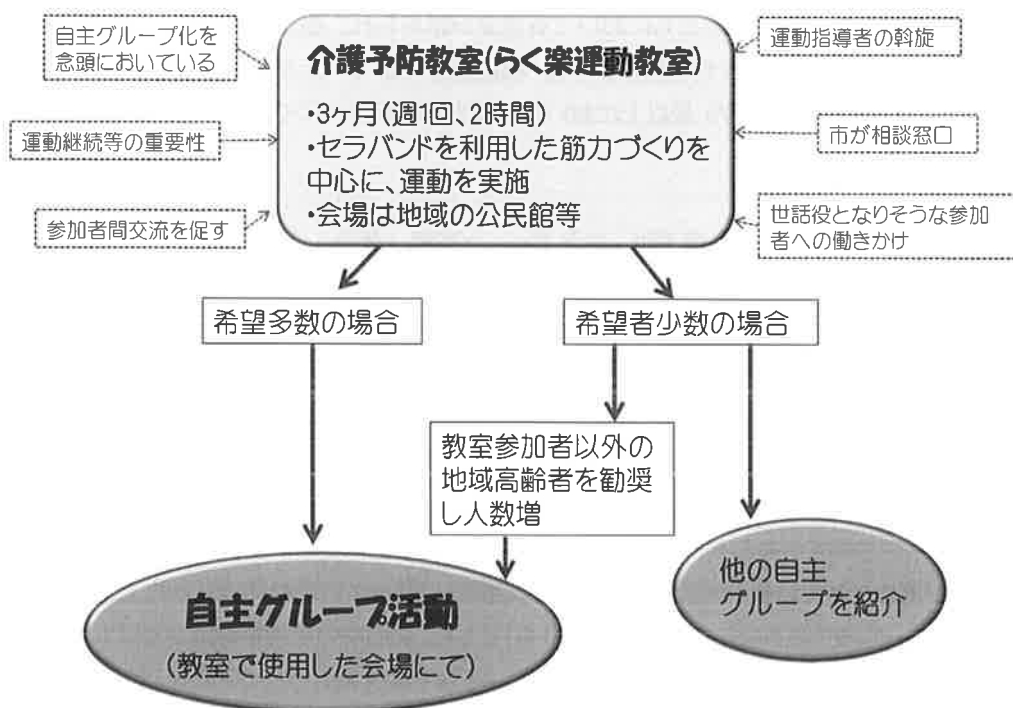 自主グループ化を
念頭においている
運動継続等の重要性
参加者間交流を促す
介護予防教室(らく楽運動教室)
•3ヶ月(週1回、2時間)
•セラバンドを利用した筋力づくりを
中心に、運動を実施
•会場は地域の公民館等
運動指導者の斡旋
市が相談窓口
世話役となりそうな参加
者への働きかけ
希望多数の場合
希望者少数の場合
教室参加者以外の
地域高齢者を勧奨
し人数増
自主グループ活動
(教室で使用した会場にて)
他の自主
グループを紹介